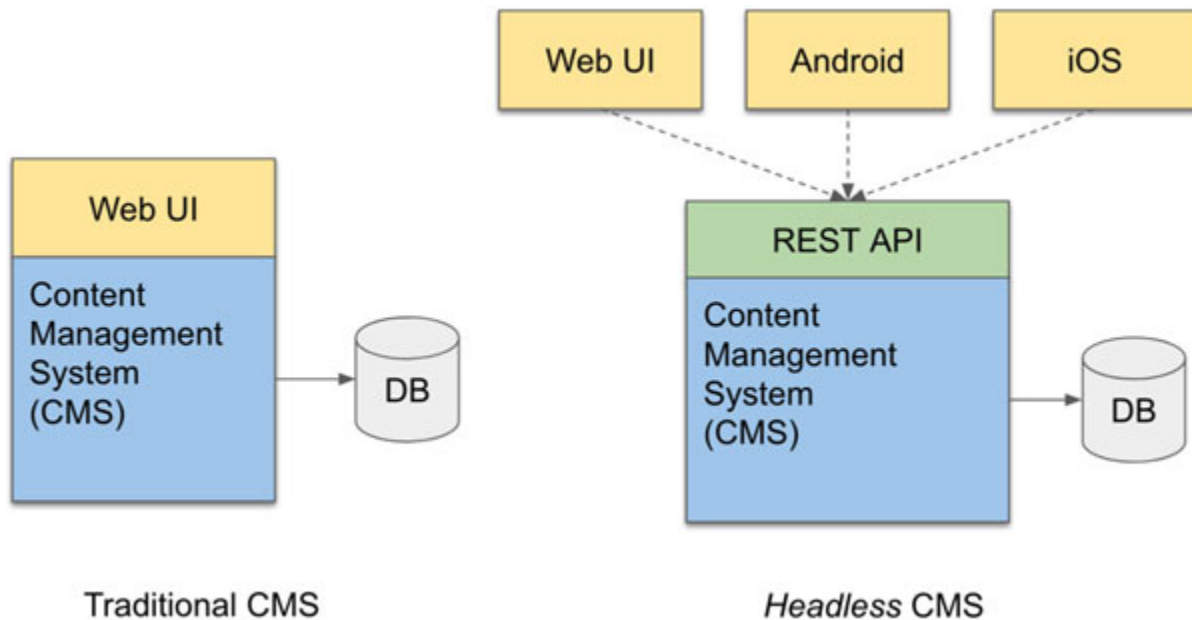 Web UI
Content
Management
System
(CMS)
DB
Traditional CMS
Web UI
Android
iOS
REST API
Content
Management
System
(CMS)
DB
Headless CMS